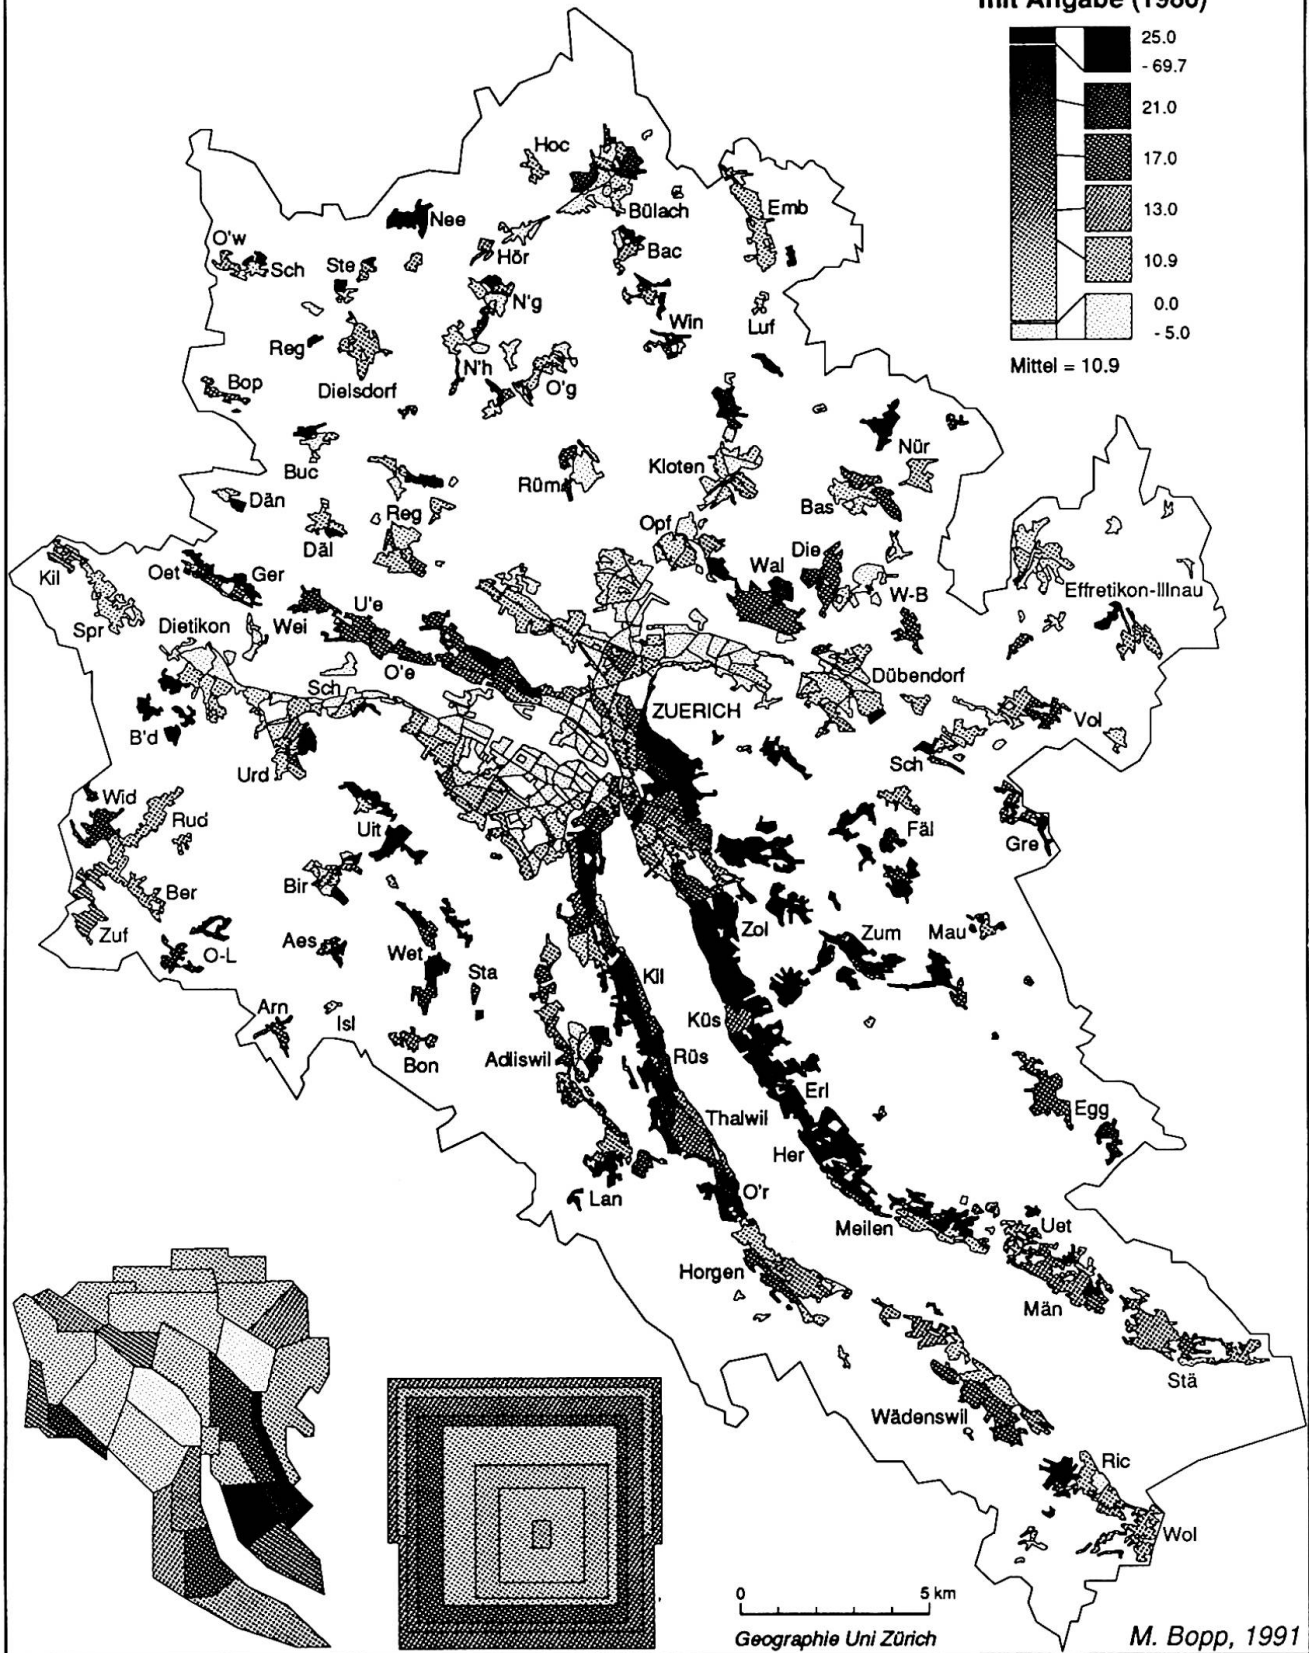 mit Angabe (1980)
25.0
- 69.7
21.0
17.0
13.0
10.9
0.0
- 5.0
Mittel = 10.9
Hoc
Bülach
Emb
Nee
O'w
Sch
Ste
Hör
Bac
N'g
Win
Luf
Reg
Dielsdorf
N'h
O'g
Bop
Nür
Buc
Rüm
Kloten
Bas
Dän
Reg
Däl
Opf
Die
Wal
W-B
Kil
Oet
Ger
Effretikon-Illnau
Spr
Dietikon
Wei
U'e
O'e
Dübendorf
Sch
ZUERICH
Vol
B'd
Urd
Sch
Wid
Rud
Uit
Fäl
Gre
Bir
Ber
Zuf
O-L
Aes
Wet
Sta
Zol
Zum
Mau
Kil
Arn
Isl
Bon
Küs
Adliswil
Rüs
Erl
Egg
Thalwil
Her
Lan
O'r
Meilen
Uet
Horgen
Män
Stä
Wädenswil
Ric
Wol
0 5 km
Geographie Uni Zürich
M. Bopp, 1991